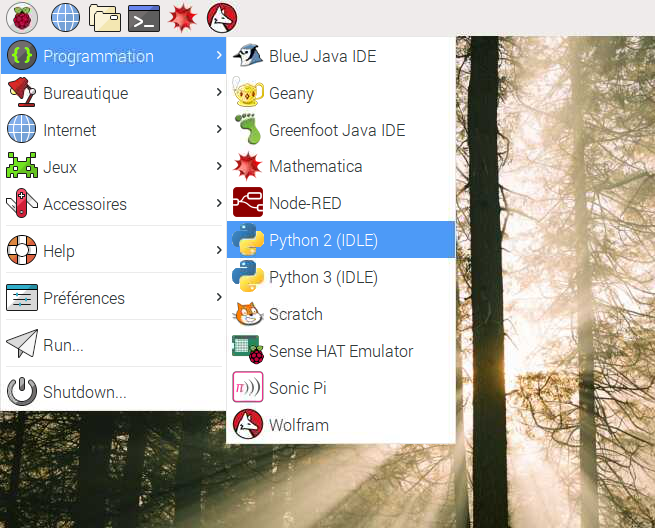 Programmation
Bureautique
Internet
Jeux
Accessoires
Help
Préférences
Run...
Shutdown...
BlueJ Java IDE
Geany
Greenfoot Java IDE
Mathematica
Node-RED
Python 2 (IDLE)
Python 3 (IDLE)
Scratch
Sense HAT Emulator
Sonic Pi
Wolfram